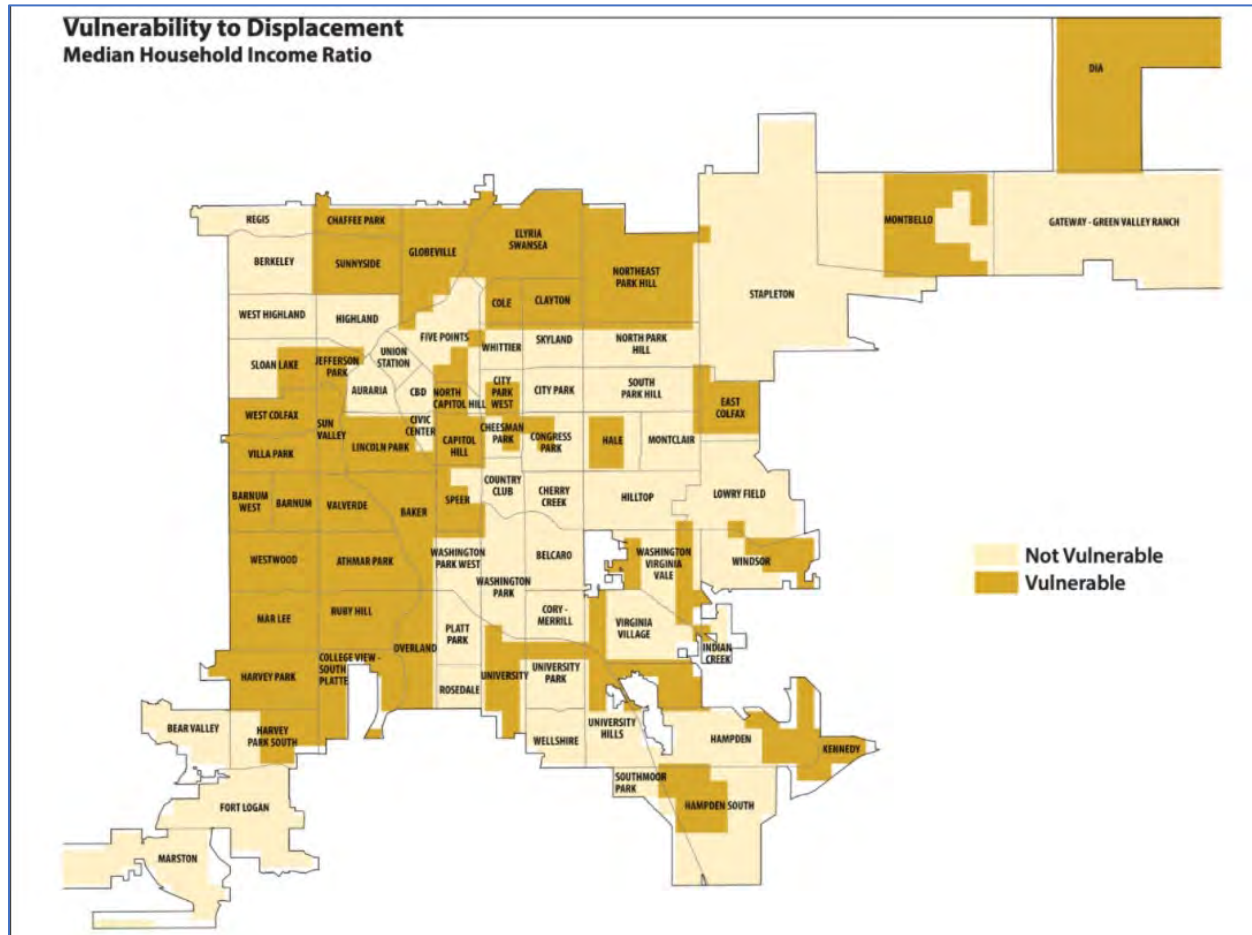 Vulnerability to Displacement
Median Household Income Ratio
DIA
REGIS
CHAFFEE PARK
BERKELEY
SUNNYSIDE
GLOBEVILLE
ELYRIA
SWANSEA
NORTHEAST
PARK HILL
MONTBELLO
GATEWAY - GREEN VALLEY RANCH
STAPLETON
WEST HIGHLAND
HIGHLAND
COLE
CLAYTON
FIVE POINTS
WHITTIER
SKYLAND
NORTH PARK
HILL
SLOAN LAKE
JEFFERSON
PARK
UNION
STATION
AURARIA
CBD
NORTH
CAPITOL HILL
CITY
PARK
WEST
CITY PARK
SOUTH
PARK HILL
EAST
COLFAX
WEST COLFAX
SUN
VALLEY
CIVIC
CENTER
LINCOLN PARK
CAPITOL
HILL
CHEESMAN
PARK
CONGRESS
PARK
HALE
MONTCLAIR
VILLA PARK
BARNUM
WEST
BARNUM
VALVERDE
BAKER
SPEER
COUNTRY
CLUB
CHERRY
CREEK
HILLTOP
LOWRY FIELD
WESTWOOD
ATHMAR PARK
WASHINGTON
PARK WEST
WASHINGTON
PARK
BELCARO
WASHINGTON
VIRGINIA
VALE
WINDSOR
Not Vulnerable
Vulnerable
MAR LEE
RUBY HILL
PLATT
PARK
CORY -
MERRILL
VIRGINIA
VILLAGE
INDIAN
CREEK
OVERLAND
HARVEY PARK
COLLEGE VIEW -
SOUTH
PLATTE
ROSEDALE
UNIVERSITY
UNIVERSITY
PARK
BEAR VALLEY
HARVEY
PARK SOUTH
WELLSHIRE
UNIVERSITY
HILLS
HAMPDEN
KENNEDY
SOUTHMOOR
PARK
HAMPDEN SOUTH
FORT LOGAN
MARSTON